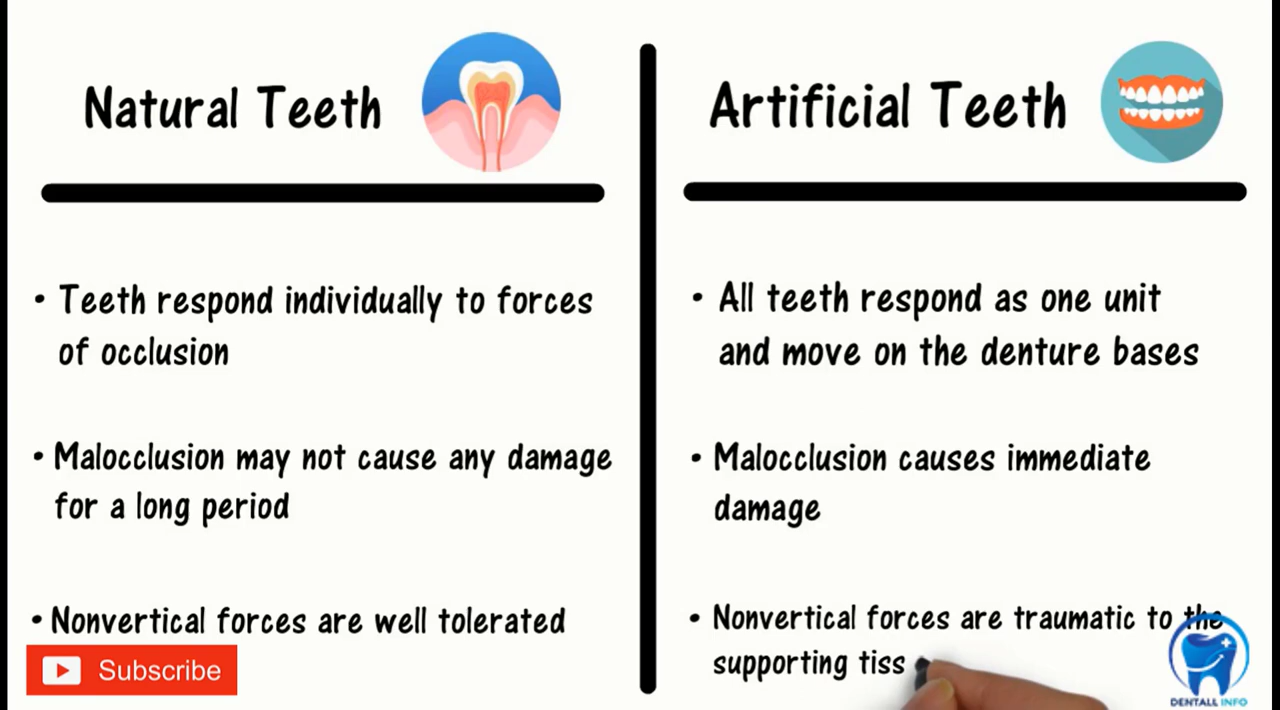 Natural Teeth
Artificial Teeth
• Teeth respond individually to forces
of occlusion
• Malocclusion may not cause any damage
for a long period
• Nonvertical forces are well tolerated
Subscribe
• All teeth respond as one unit
and move on the denture bases
• Malocclusion causes immediate
damage
• Nonvertical forces are traumatic to the
supporting tiss
DENTALL INFO